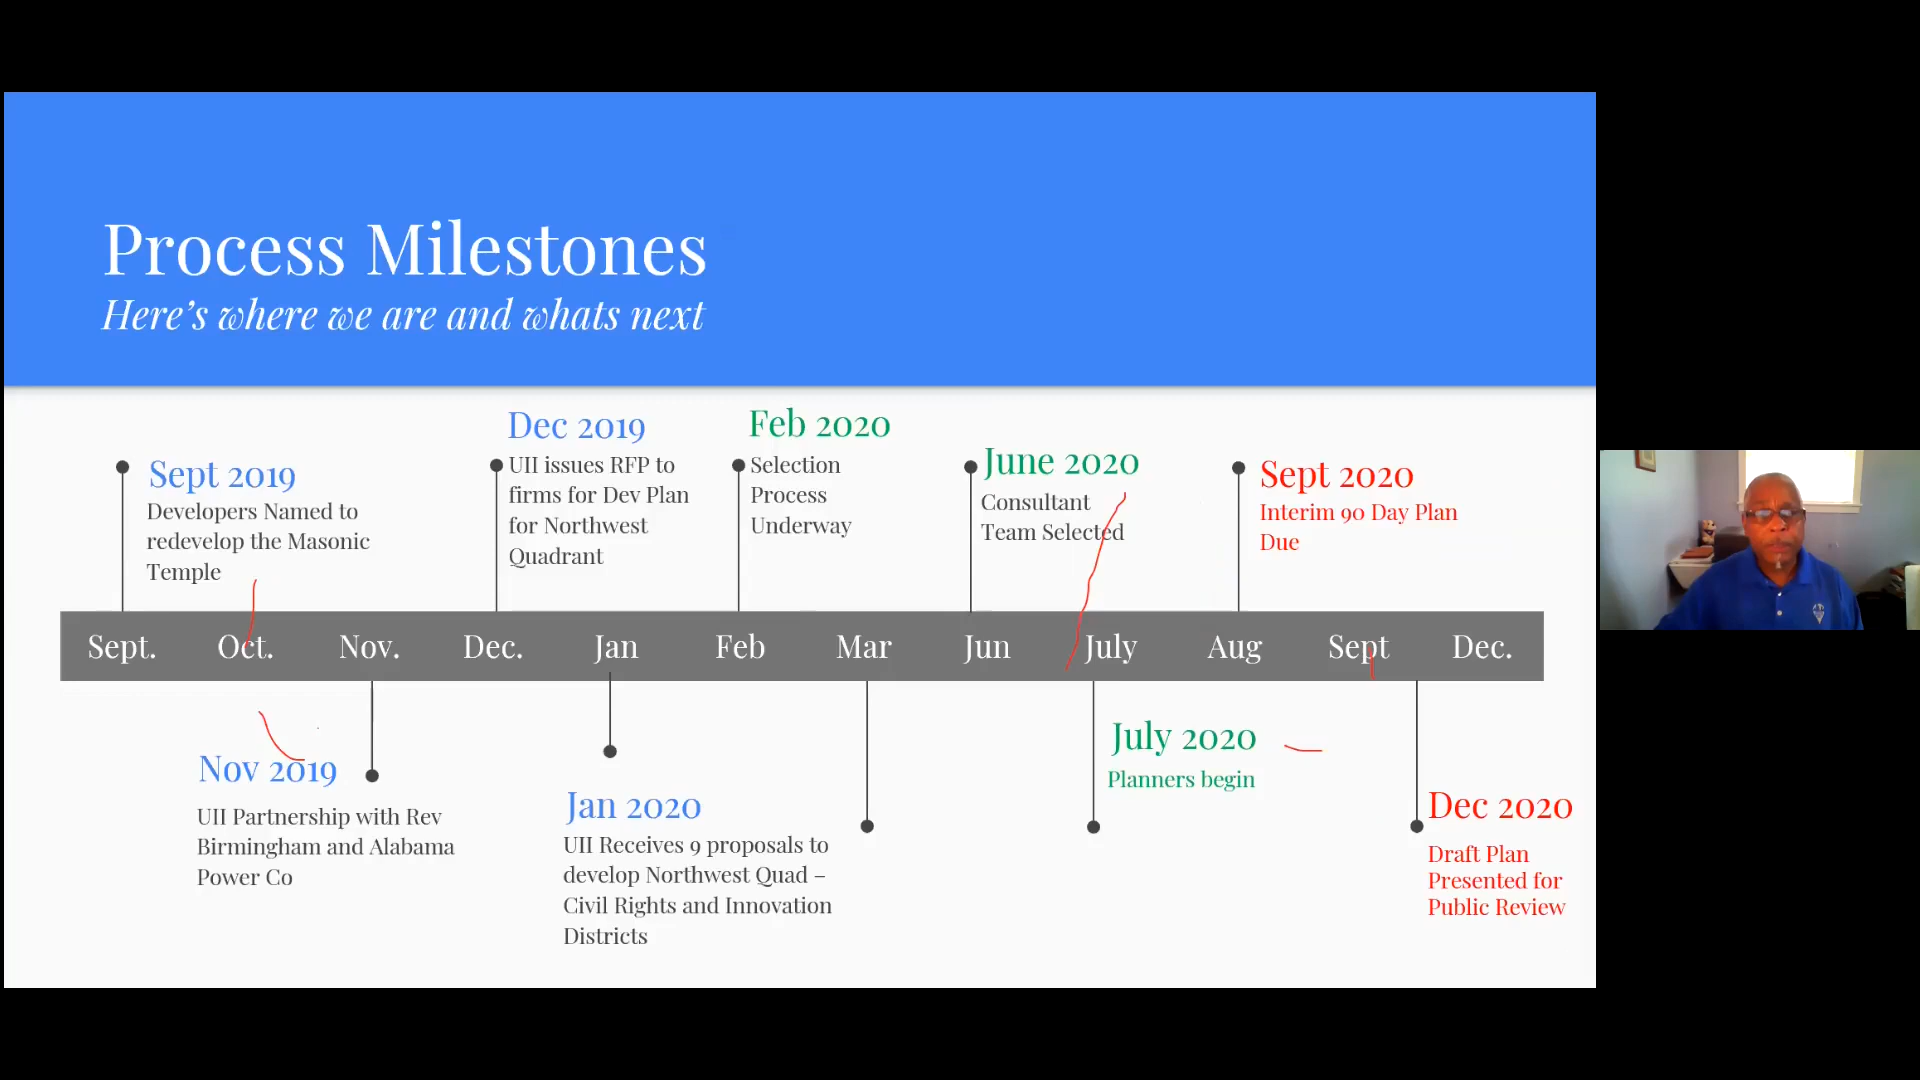 Process Milestones
Here's where we are and whats next
Sept 2019
Developers Named to
redevelop the Masonic
Temple
Dec 2019
UII issues RFP to
firms for Dev Plan
for Northwest
Quadrant
Feb 2020
Selection
Process
Underway
June 2020
Consultant
Team Selected
Sept 2020
Interim 90 Day Plan
Due
Sept. Oct. Nov. Dec. Jan Feb Mar Jun July Aug Sept Dec.
Nov 2019
UII Partnership with Rev
Birmingham and Alabama
Power Co
Jan 2020
UII Receives 9 proposals to
develop Northwest Quad –
Civil Rights and Innovation
Districts
July 2020
Planners begin
Dec 2020
Draft Plan
Presented for
Public Review